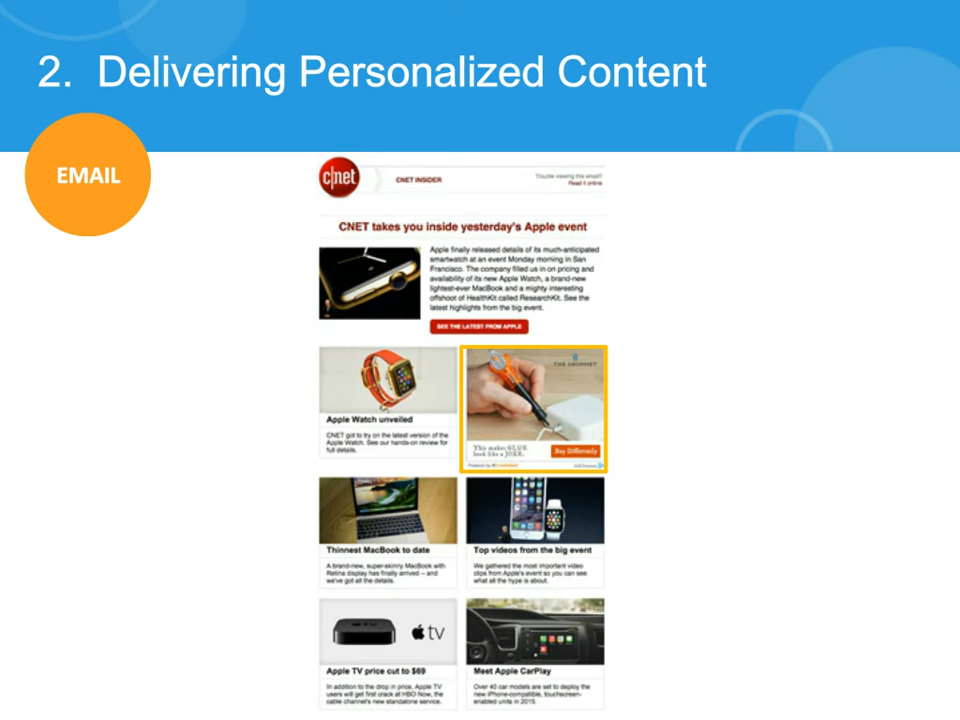 2. Delivering Personalized Content
EMAIL
c|net
CNET INSIDER
Trouble viewing this email?
Read it online
CNET takes you inside yesterday's Apple event
Apple finally released details of its much-anticipated
smartwatch at an event Monday morning in San
Francisco. The company filled us in on pricing and
availability of its new Apple Watch, a brand-new
lightest-ever MacBook and a mighty interesting
offshoot of HealthKit called ResearchKit. See the
latest highlights from the big event.
SEE THE LATEST FROM APPLE
Apple Watch unveiled
CNET got to try on the latest version of the
Apple Watch. See our hands-on review for
full details.
THE GROMMET
This makes GLUE
look like a JOKE.
Buy Differently
Powered by
AdChoices
Thinnest MacBook to date
A brand-new, super-skinny MacBook with
Retina display has finally arrived – and
we've got all the details.
Top videos from the big event
We gathered the most important video
clips from Apple's event so you can see
what all the hype is about.
tv
Apple TV price cut to $69
In addition to the drop in price, Apple TV
users will get first crack at HBO Now, the
cable channel's new standalone service.
Meet Apple CarPlay
Over 40 car models are set to deploy the
new iPhone-compatible, touchscreen-
enabled units in 2015.